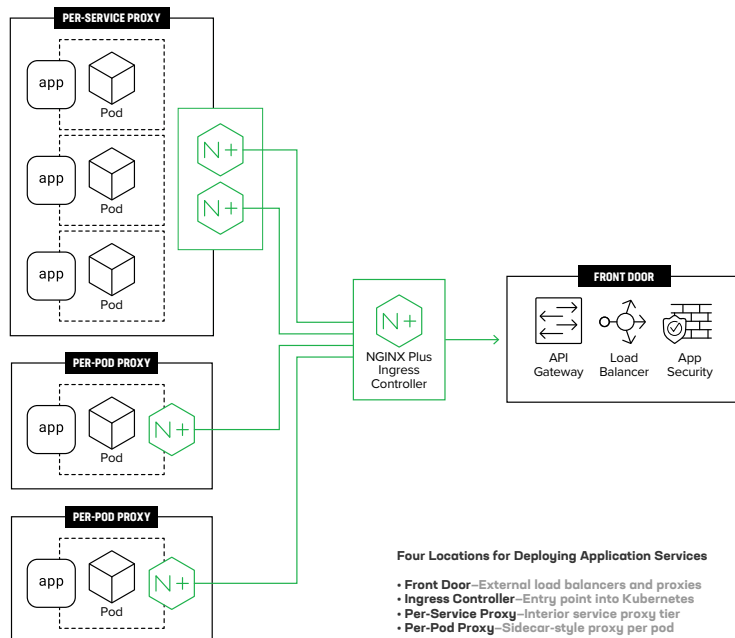 PER-SERVICE PROXY
app
Pod
app
Pod
app
Pod
N+
N+
PER-POD PROXY
app
Pod
N+
PER-POD PROXY
app
Pod
N+
N+
NGINX Plus
Ingress
Controller
FRONT DOOR
API
Gateway
Load
Balancer
App
Security
Four Locations for Deploying Application Services
• Front Door–External load balancers and proxies
• Ingress Controller–Entry point into Kubernetes
• Per-Service Proxy–Interior service proxy tier
• Per-Pod Proxy–Sidecar-style proxy per pod